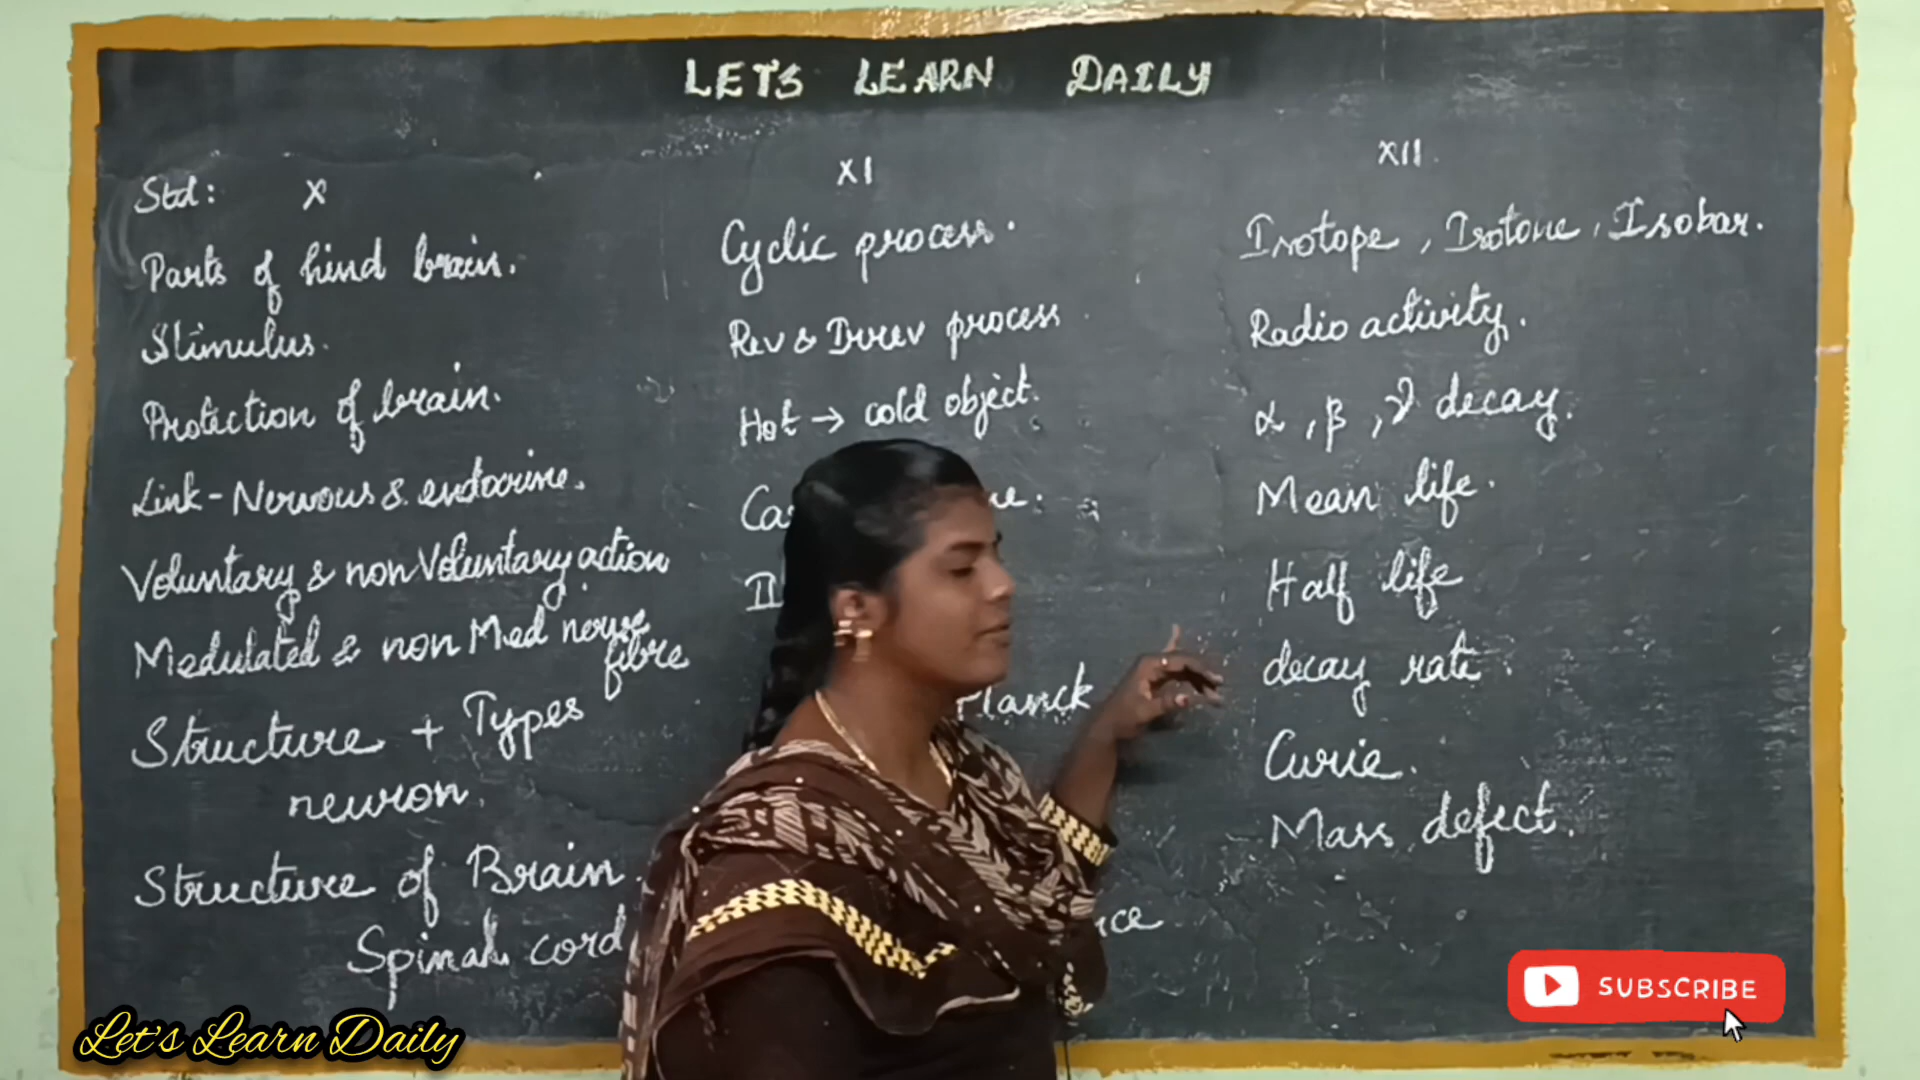 LETS LEARN DAILY
Std: X
Parts of hind brain.
Stimulus.
Protection of brain.
Link - Nervous & endocrine.
Voluntary & non Voluntary action
Medulated & non Med nerve
fibre
Structure + Types
neuron.
Structure of Brain.
Spinal cord
XI
Cyclic process.
Rev & Irrev process
Hot → cold object.
II
Planck
XII.
Isotope, Isotone, Isobar.
Radio activity.
α, β, γ decay.
Mean life.
Half life
decay rate.
Curie.
Mass defect.
SUBSCRIBE
Let's Learn Daily